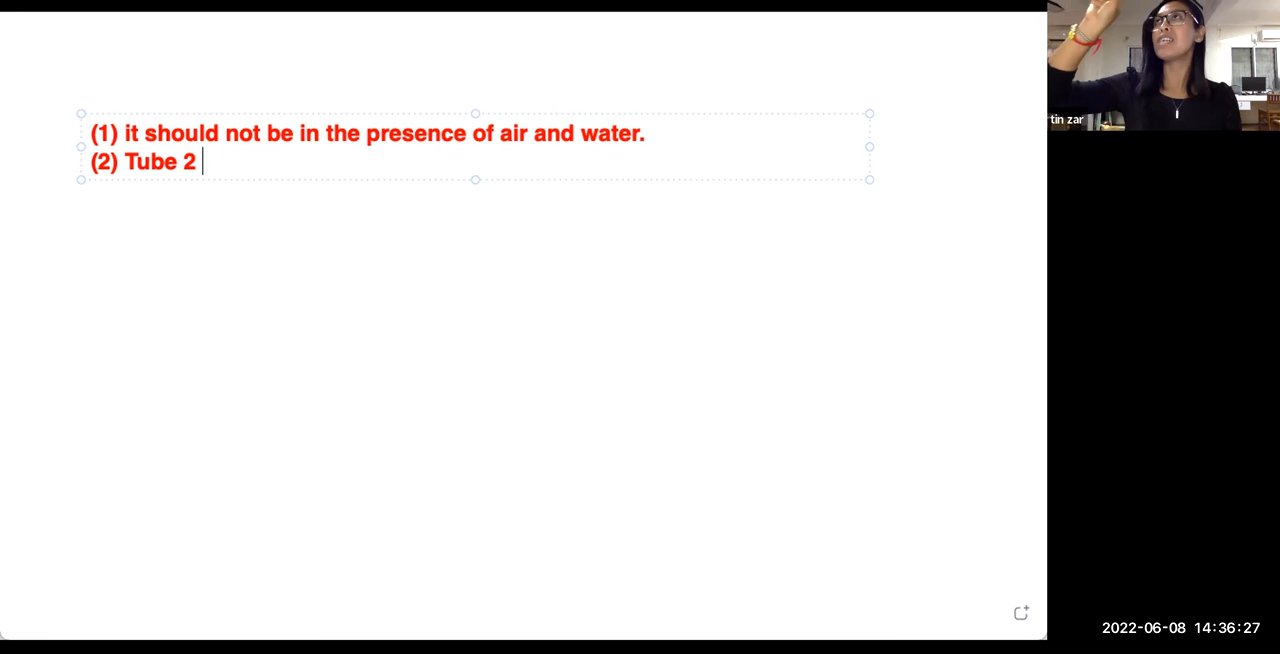 (1) it should not be in the presence of air and water.
(2) Tube 2
tin zar
2022-06-08 14:36:27